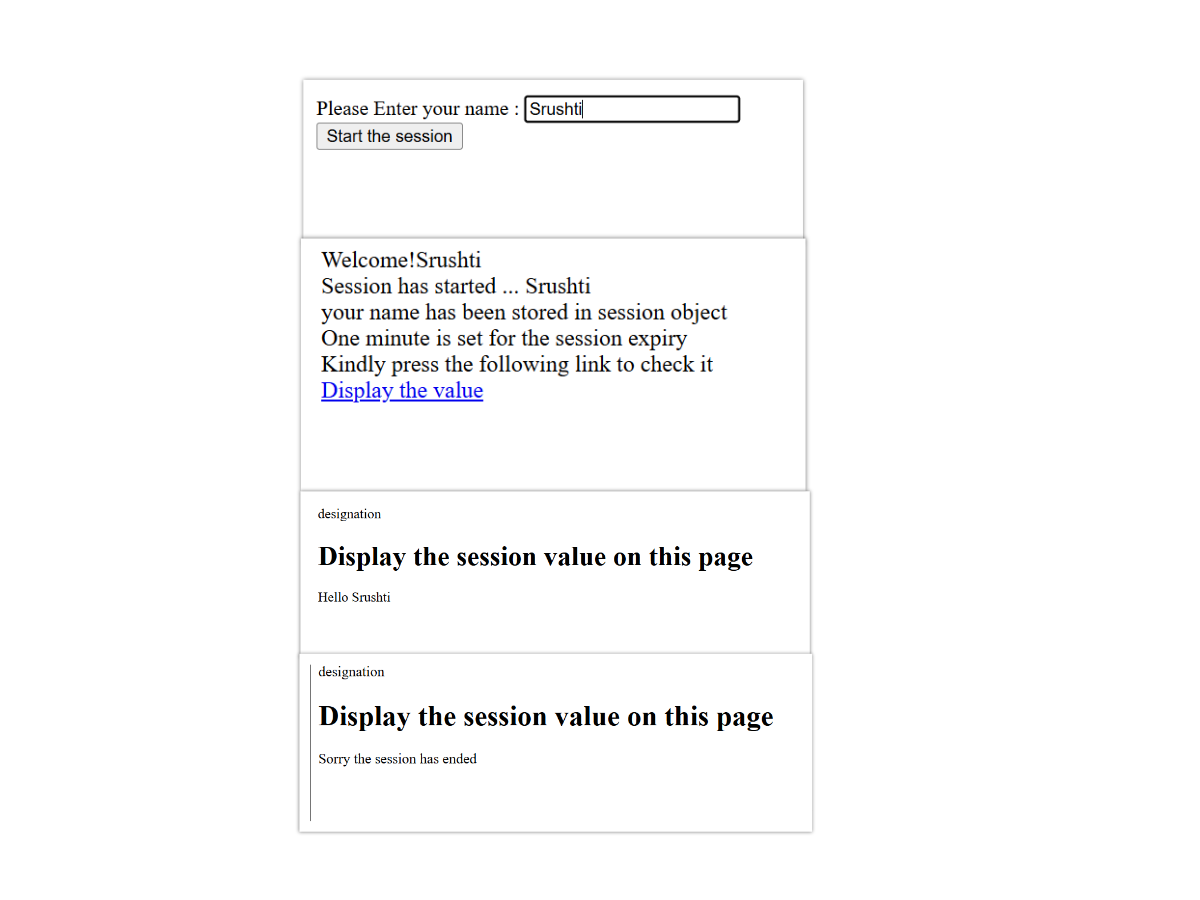 Please Enter your name : Srushti
Start the session
Welcome!Srushti
Session has started ... Srushti
your name has been stored in session object
One minute is set for the session expiry
Kindly press the following link to check it
Display the value
designation
Display the session value on this page
Hello Srushti
designation
Display the session value on this page
Sorry the session has ended